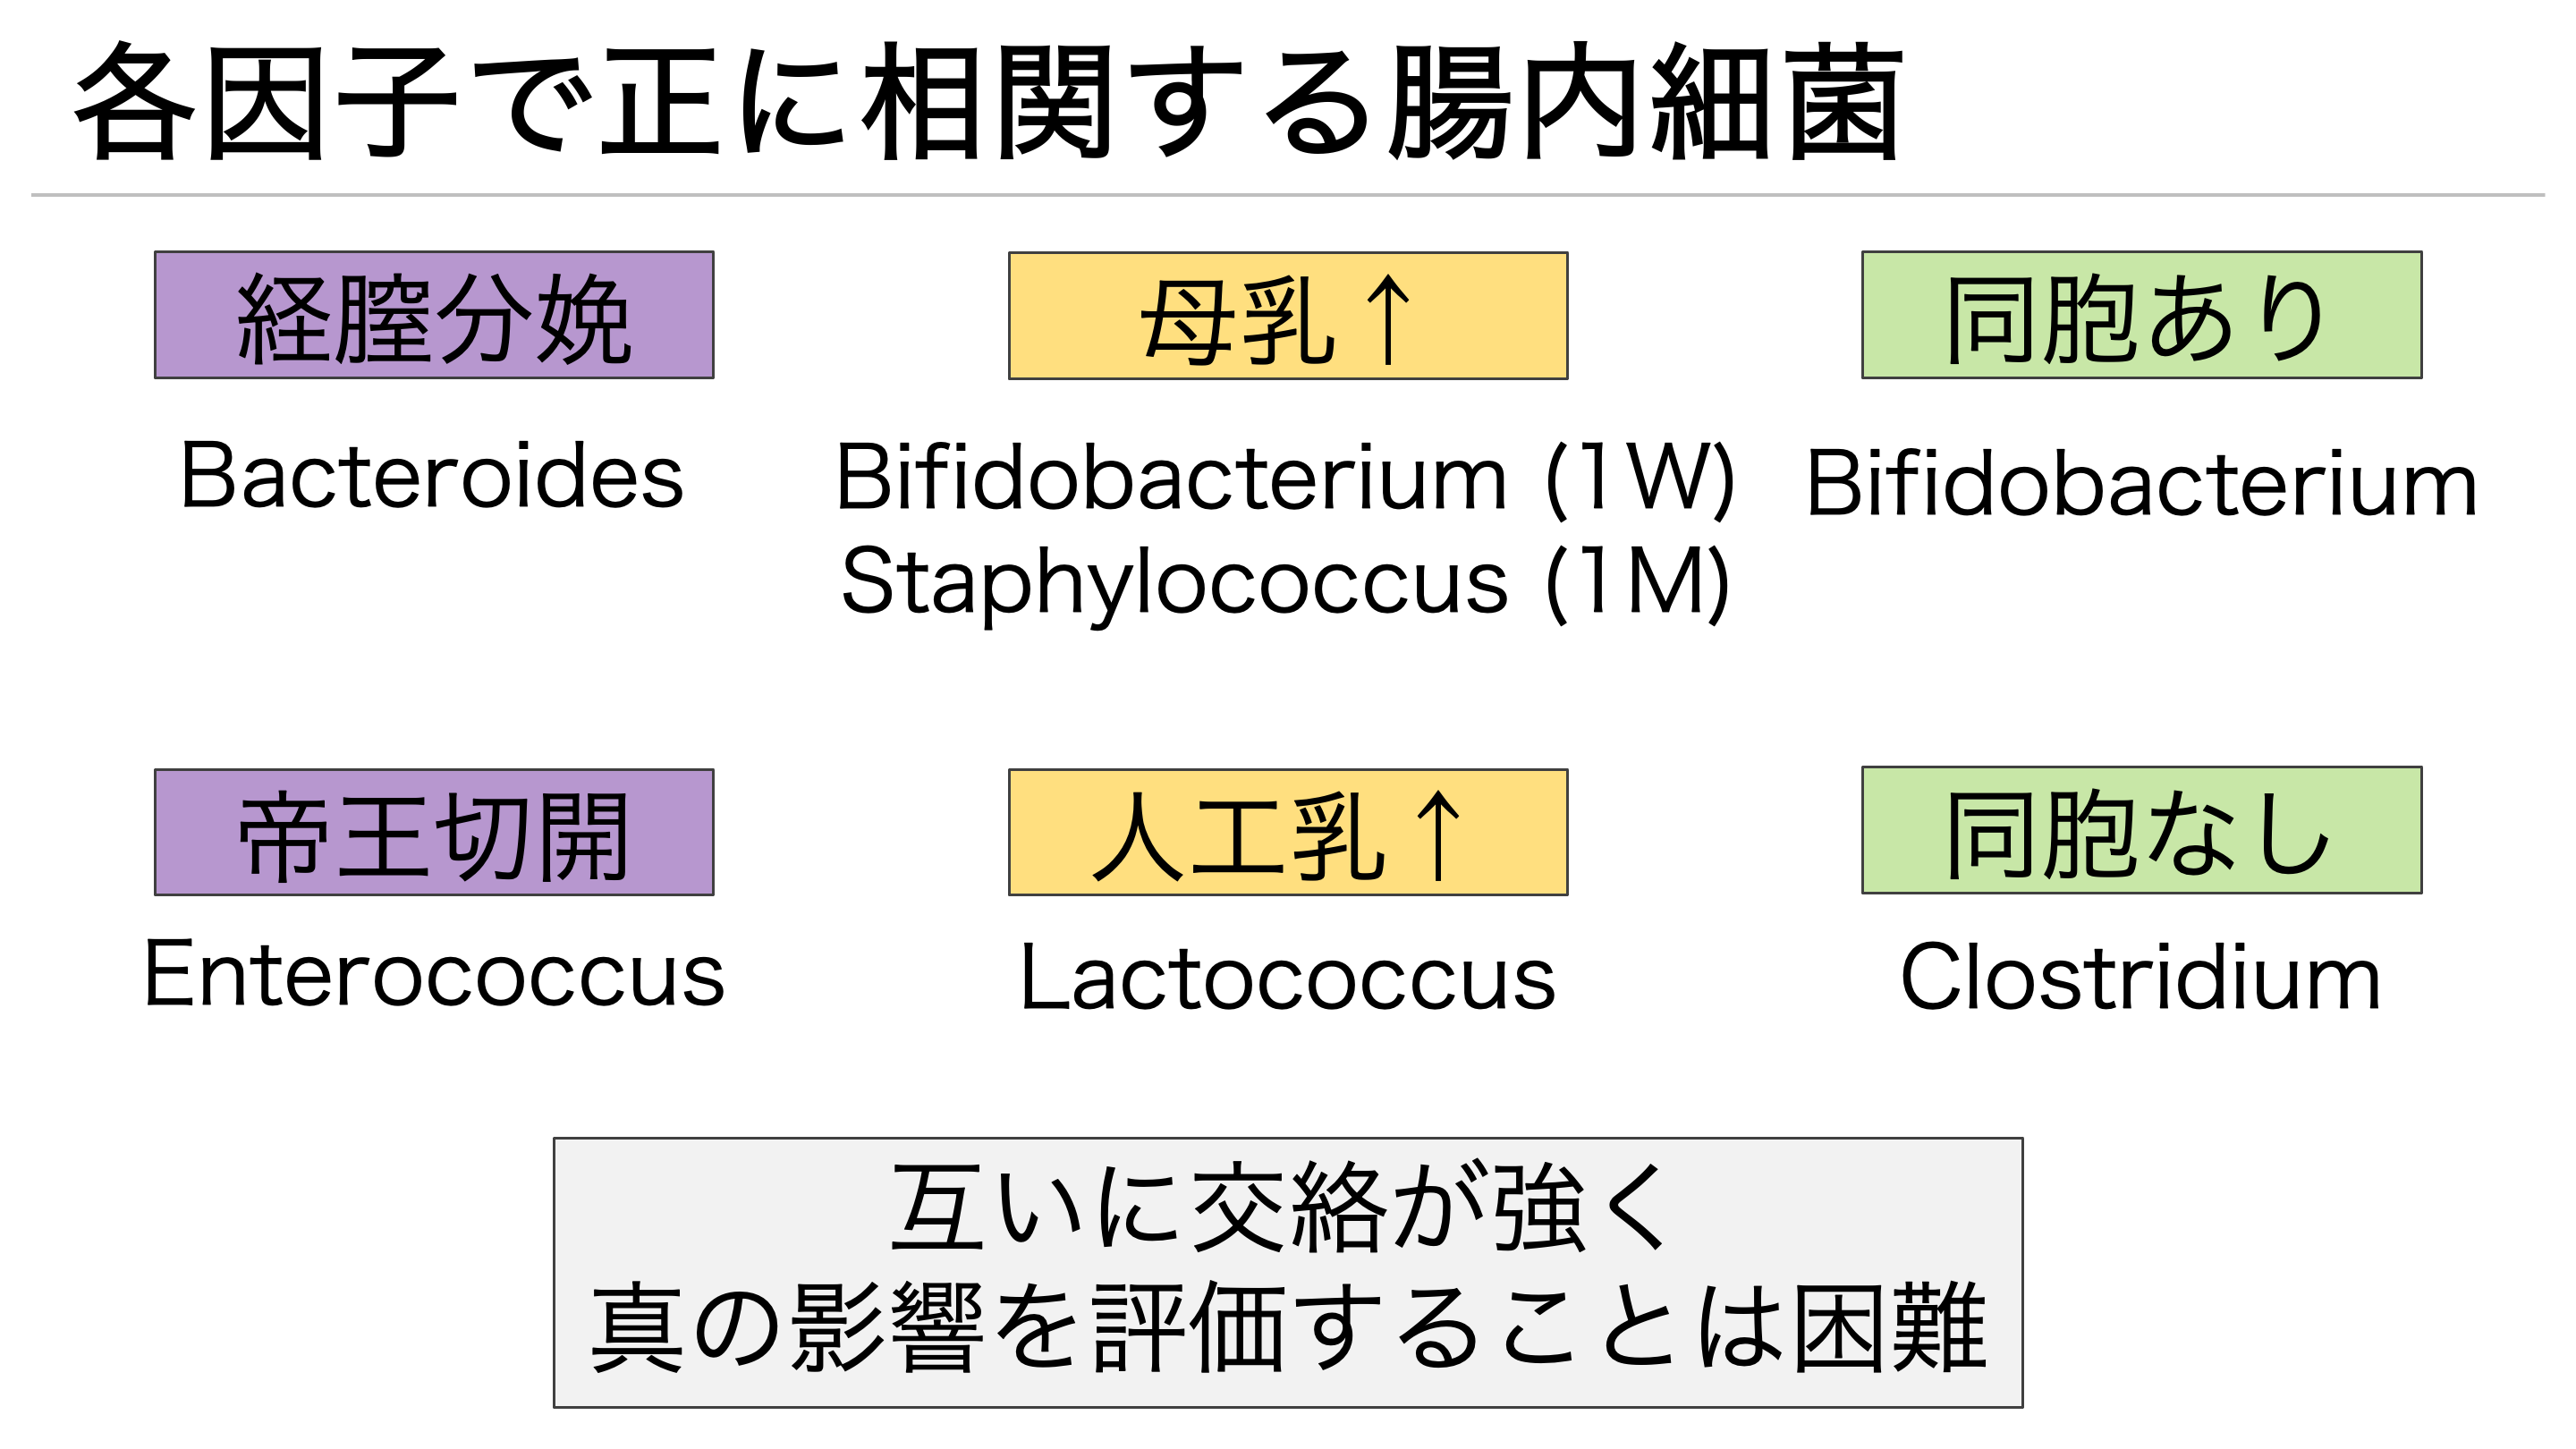 各因子で正に相関する腸内細菌
経腟分娩
Bacteroides
母乳↑
Bifidobacterium (1W)
Staphylococcus (1M)
同胞あり
Bifidobacterium
帝王切開
Enterococcus
人工乳↑
Lactococcus
同胞なし
Clostridium
互いに交絡が強く
真の影響を評価することは困難